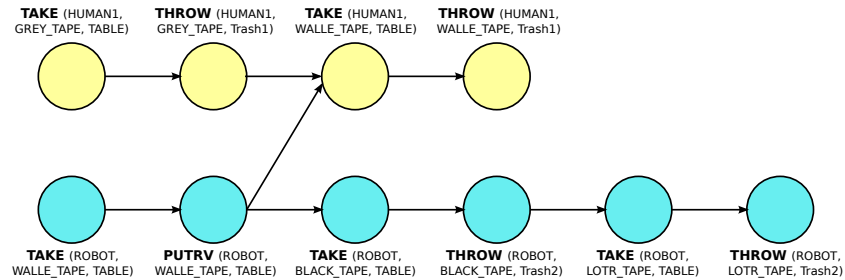 TAKE (HUMAN1,
GREY_TAPE, TABLE)
THROW (HUMAN1,
GREY_TAPE, Trash1)
TAKE (HUMAN1,
WALLE_TAPE, TABLE)
THROW (HUMAN1,
WALLE_TAPE, Trash1)
TAKE (ROBOT,
WALLE_TAPE, TABLE)
PUTRV (ROBOT,
WALLE_TAPE, TABLE)
TAKE (ROBOT,
BLACK_TAPE, TABLE)
THROW (ROBOT,
BLACK_TAPE, Trash2)
TAKE (ROBOT,
LOTR_TAPE, TABLE)
THROW (ROBOT,
LOTR_TAPE, Trash2)